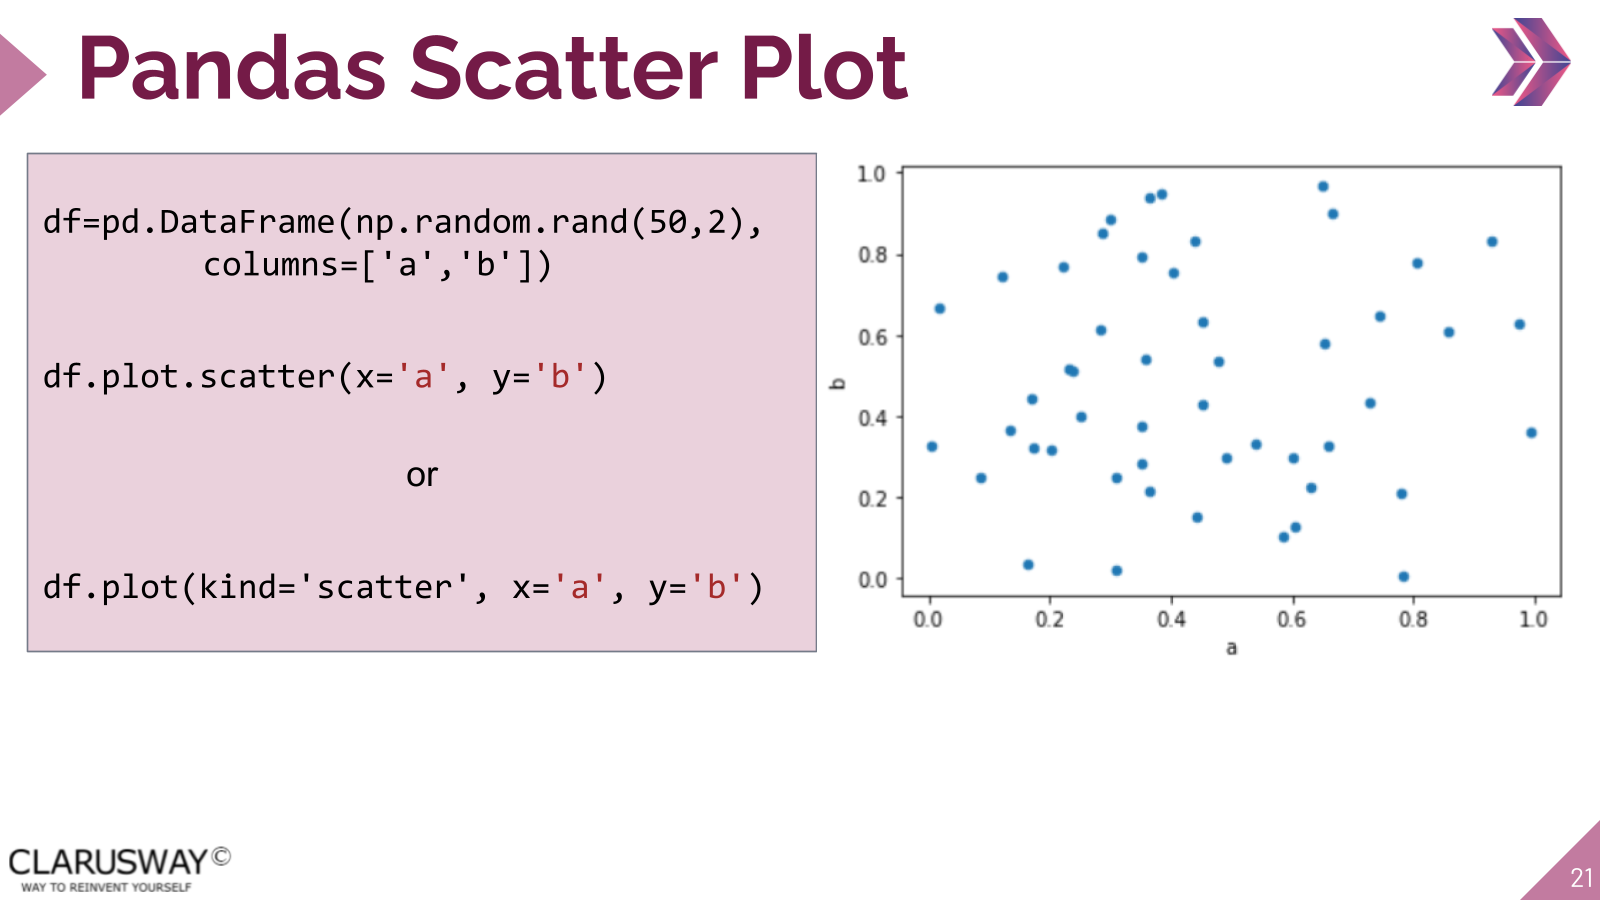 Pandas Scatter Plot
df=pd.DataFrame(np.random.rand(50,2),
columns=['a','b'])
df.plot.scatter(x='a', y='b')
or
df.plot(kind='scatter', x='a', y='b')
1.0
0.8
0.6
0.4
0.2
0.0
b
0.0 0.2 0.4 0.6 0.8 1.0
a
CLARUSWAY©
WAY TO REINVENT YOURSELF
21